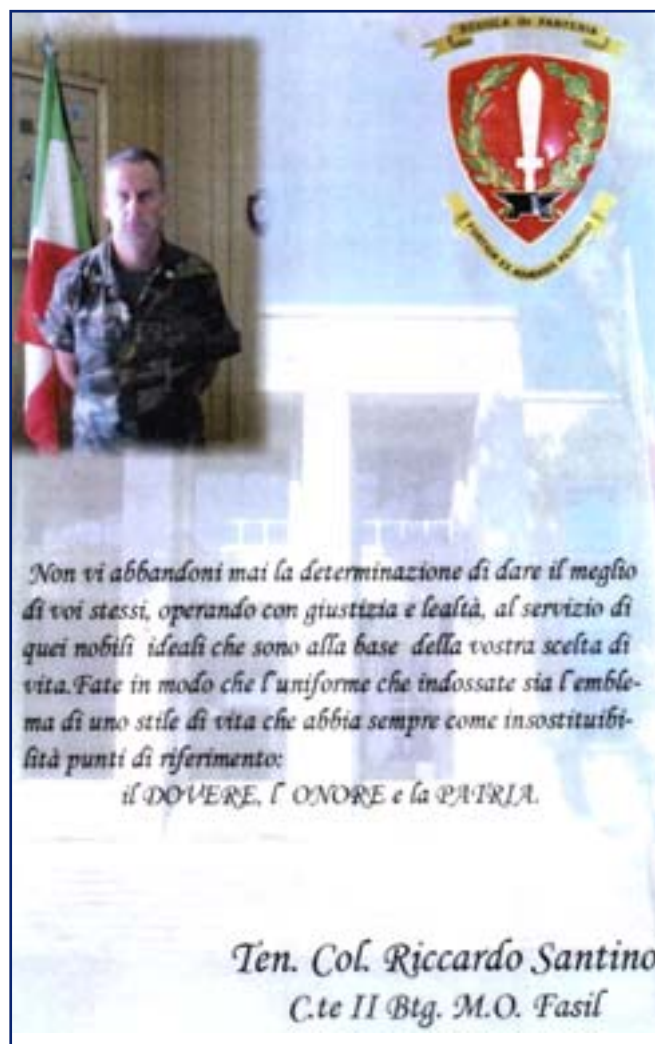 SCUOLA DI FANTERIA
Non vi abbandoni mai la determinazione di dare il meglio
di voi stessi, operando con giustizia e lealtà, al servizio di
quei nobili ideali che sono alla base della vostra scelta di
vita.Fate in modo che l'uniforme che indossate sia l'emble-
ma di uno stile di vita che abbia sempre come insostituibi-
lità punti di riferimento:
il DOVERE, l' ONORE e la PATRIA.
Ten. Col. Riccardo Santino
C.te II Btg. M.O. Fasil